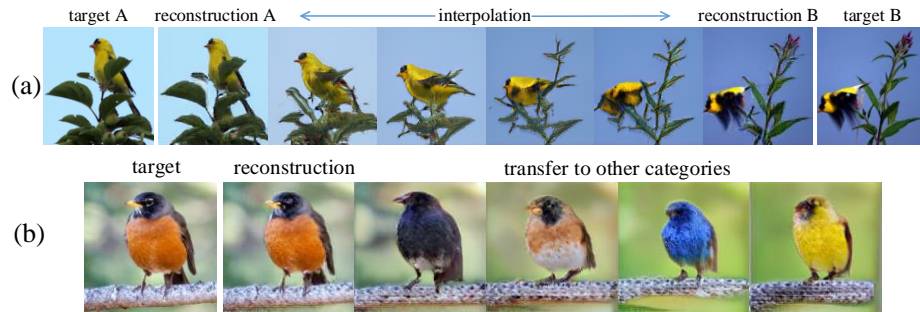 target A reconstruction A interpolation reconstruction B target B
(a)
target reconstruction transfer to other categories
(b)